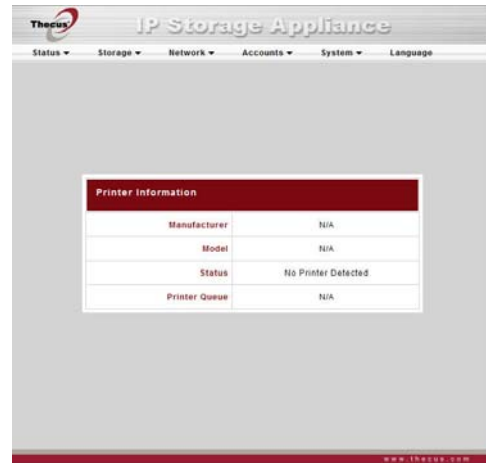 Thecus
IP Storage Appliance
Status Storage Network Accounts System Language
Printer Information
Manufacturer N/A
Model N/A
Status No Printer Detected
Printer Queue N/A
www.thecus.com